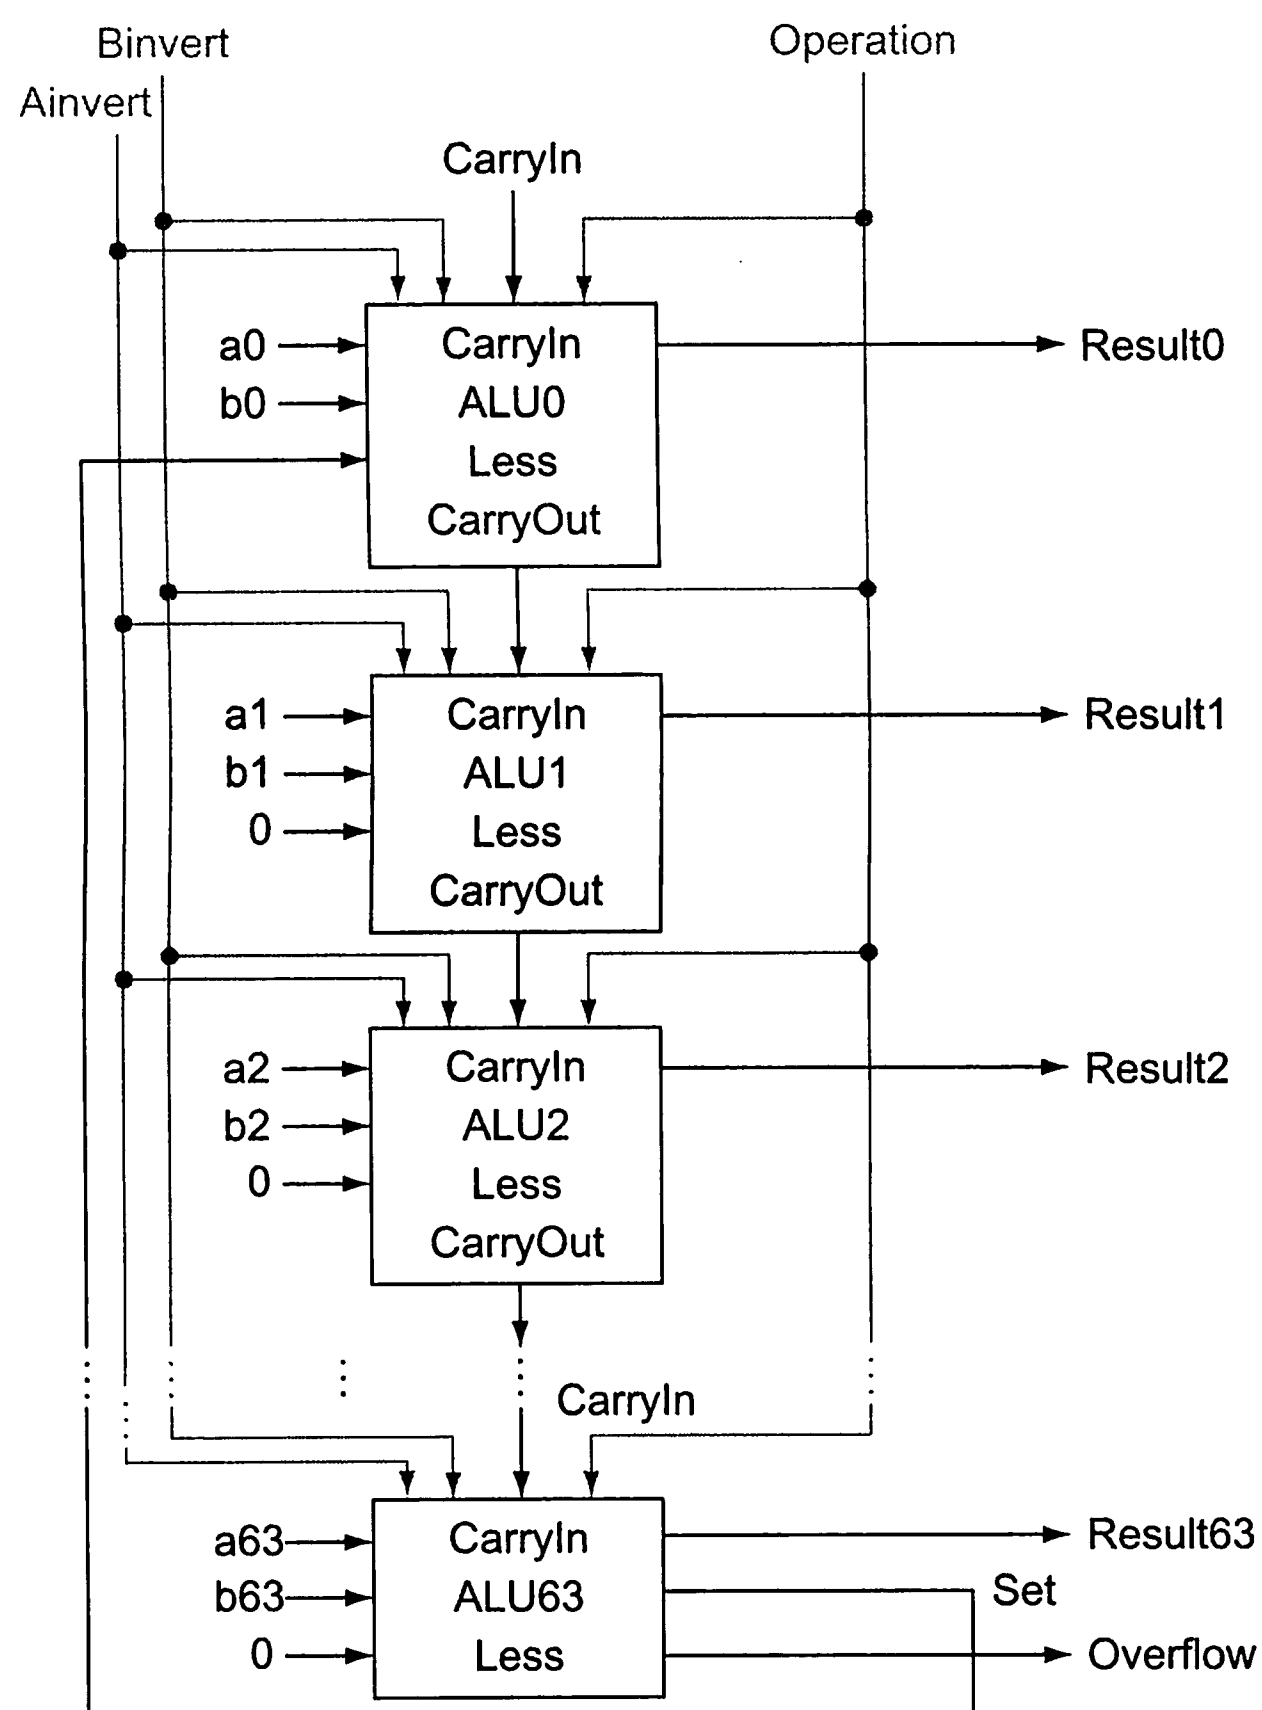 Binvert
Operation
Ainvert
CarryIn
a0
CarryIn
Result0
b0
ALU0
Less
CarryOut
a1
CarryIn
Result1
b1
ALU1
0
Less
CarryOut
a2
CarryIn
Result2
b2
ALU2
0
Less
CarryOut
CarryIn
a63
CarryIn
Result63
b63
ALU63
Set
0
Less
Overflow